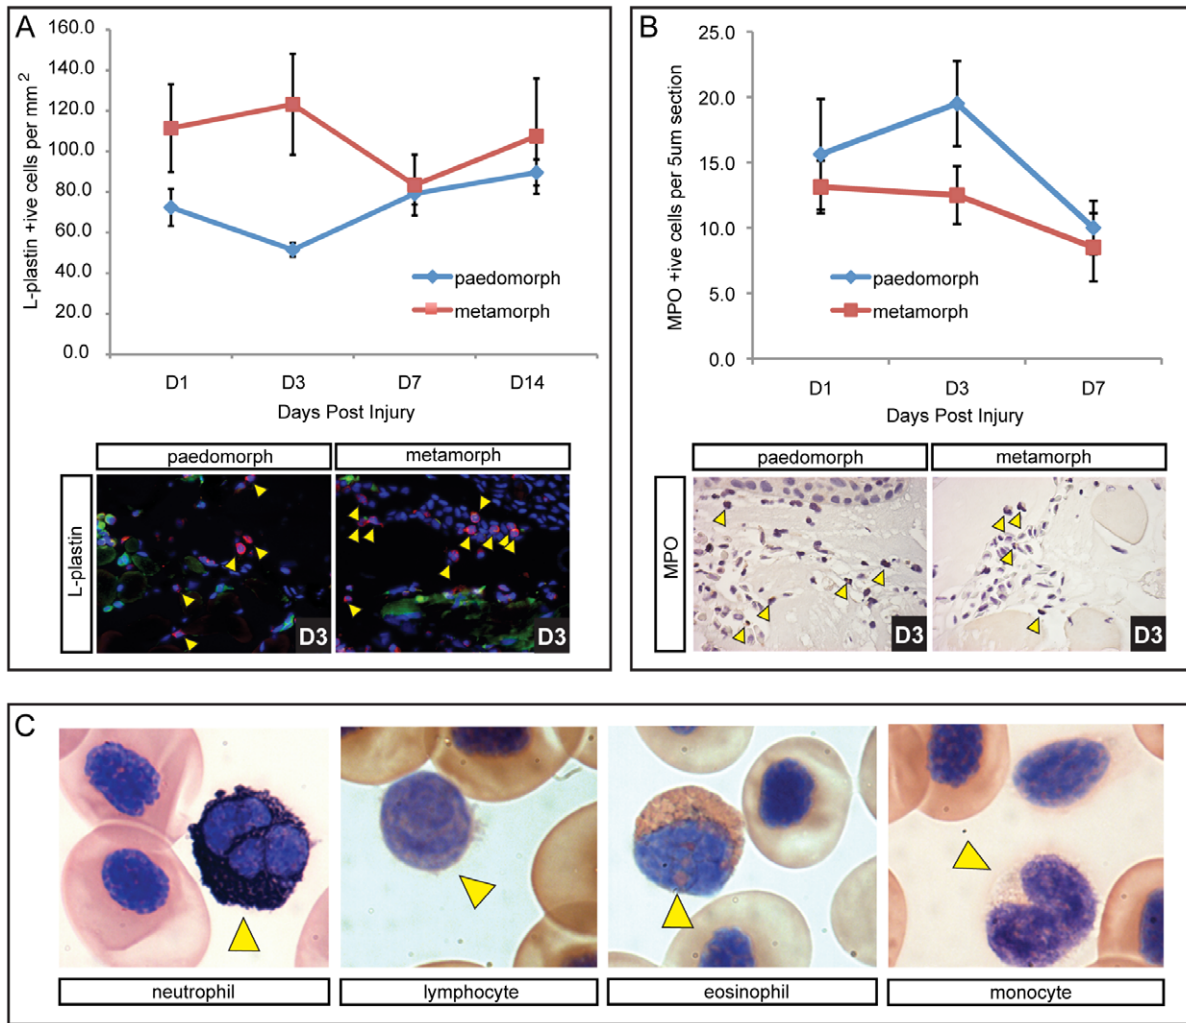 A
L-plastin +ive cells per mm 2
160.0
140.0
120.0
100.0
80.0
60.0
40.0
20.0
0.0
paedomorph
metamorph
D1 D3 D7 D14
Days Post Injury
paedomorph metamorph
L-plastin
D3 D3
B
MPO +ive cells per 5um section
25.0
20.0
15.0
10.0
5.0
0.0
paedomorph
metamorph
D1 D3 D7
Days Post Injury
paedomorph metamorph
MPO
D3 D3
C
neutrophil lymphocyte eosinophil monocyte